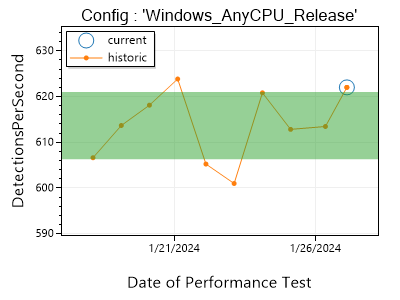 Config : 'Windows_AnyCPU_Release'
current
historic
DetectionsPerSecond
630
620
610
600
590
1/21/2024
1/26/2024
Date of Performance Test